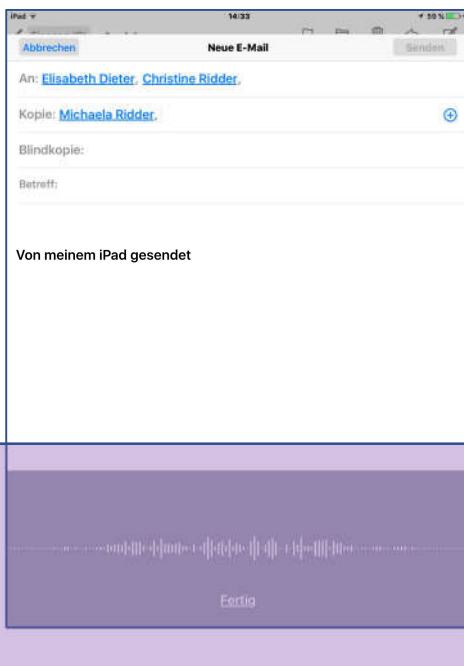 iPad 14:33 59 %
Abbrechen Neue E-Mail Senden
An: Elisabeth Dieter, Christine Ridder,
Kopie: Michaela Ridder,
Blindkopie:
Betreff:
Von meinem iPad gesendet
Fertig